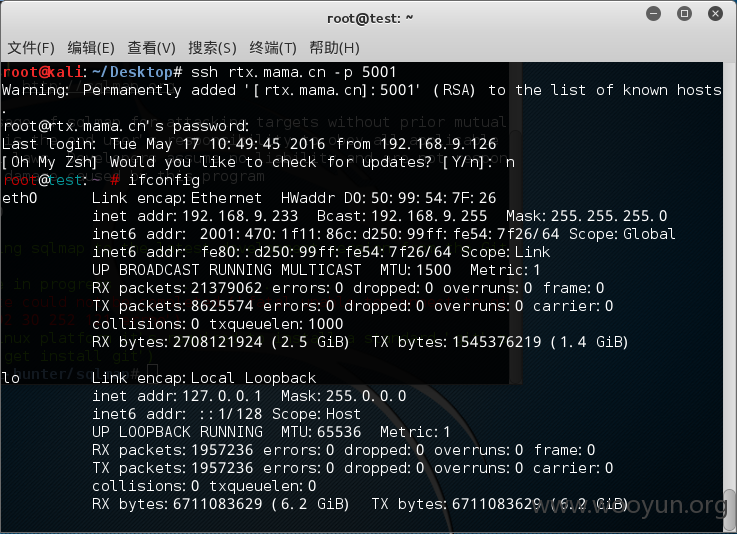 root@test: ~
文件(F) 编辑(E) 查看(V) 搜索(S) 终端(T) 帮助(H)
root@kali:~/Desktop# ssh rtx.mama.cn -p 5001
Warning: Permanently added '[rtx.mama.cn]:5001' (RSA) to the list of known hosts
.
root@rtx.mama.cn's password:
Last login: Tue May 17 10:49:45 2016 from 192.168.9.126
[Oh My Zsh] Would you like to check for updates? [Y/n]: n
root@test:~ # ifconfig
eth0 Link encap:Ethernet HWaddr D0:50:99:54:7F:26
inet addr:192.168.9.233 Bcast:192.168.9.255 Mask:255.255.255.0
inet6 addr: 2001:470:1f11:86c:d250:99ff:fe54:7f26/64 Scope:Global
inet6 addr: fe80::d250:99ff:fe54:7f26/64 Scope:Link
UP BROADCAST RUNNING MULTICAST MTU:1500 Metric:1
RX packets:21379062 errors:0 dropped:0 overruns:0 frame:0
TX packets:8625574 errors:0 dropped:0 overruns:0 carrier:0
collisions:0 txqueuelen:1000
RX bytes:2708121924 (2.5 GiB) TX bytes:1545376219 (1.4 GiB)
lo Link encap:Local Loopback
inet addr:127.0.0.1 Mask:255.0.0.0
inet6 addr: ::1/128 Scope:Host
UP LOOPBACK RUNNING MTU:65536 Metric:1
RX packets:1957236 errors:0 dropped:0 overruns:0 frame:0
TX packets:1957236 errors:0 dropped:0 overruns:0 carrier:0
collisions:0 txqueuelen:0
RX bytes:6711083629 (6.2 GiB) TX bytes:6711083629 (6.2 GiB)
www.wooyun.org